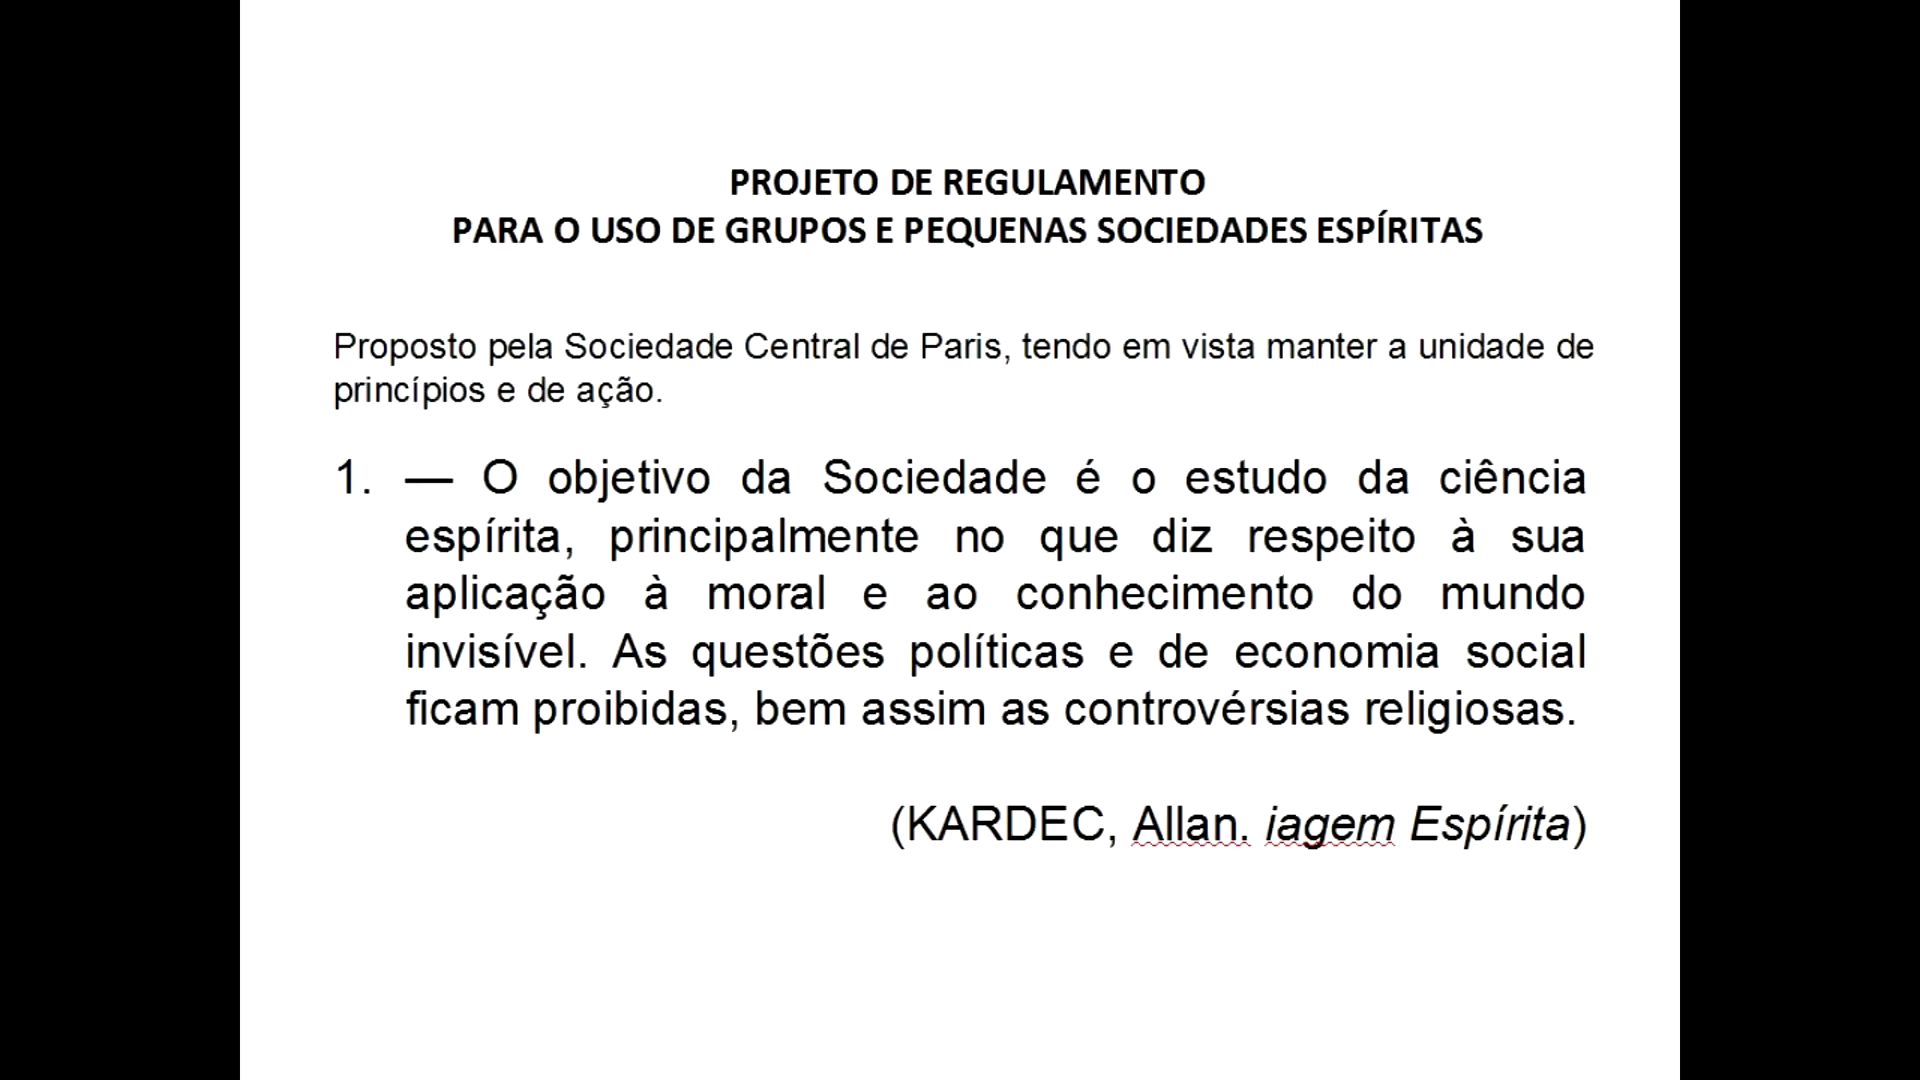 PROJETO DE REGULAMENTO
PARA O USO DE GRUPOS E PEQUENAS SOCIEDADES ESPÍRITAS
Proposto pela Sociedade Central de Paris, tendo em vista manter a unidade de
princípios e de ação.
1. — O objetivo da Sociedade é o estudo da ciência
espírita, principalmente no que diz respeito à sua
aplicação à moral e ao conhecimento do mundo
invisível. As questões políticas e de economia social
ficam proibidas, bem assim as controvérsias religiosas.
(KARDEC, Allan. iagem Espírita)